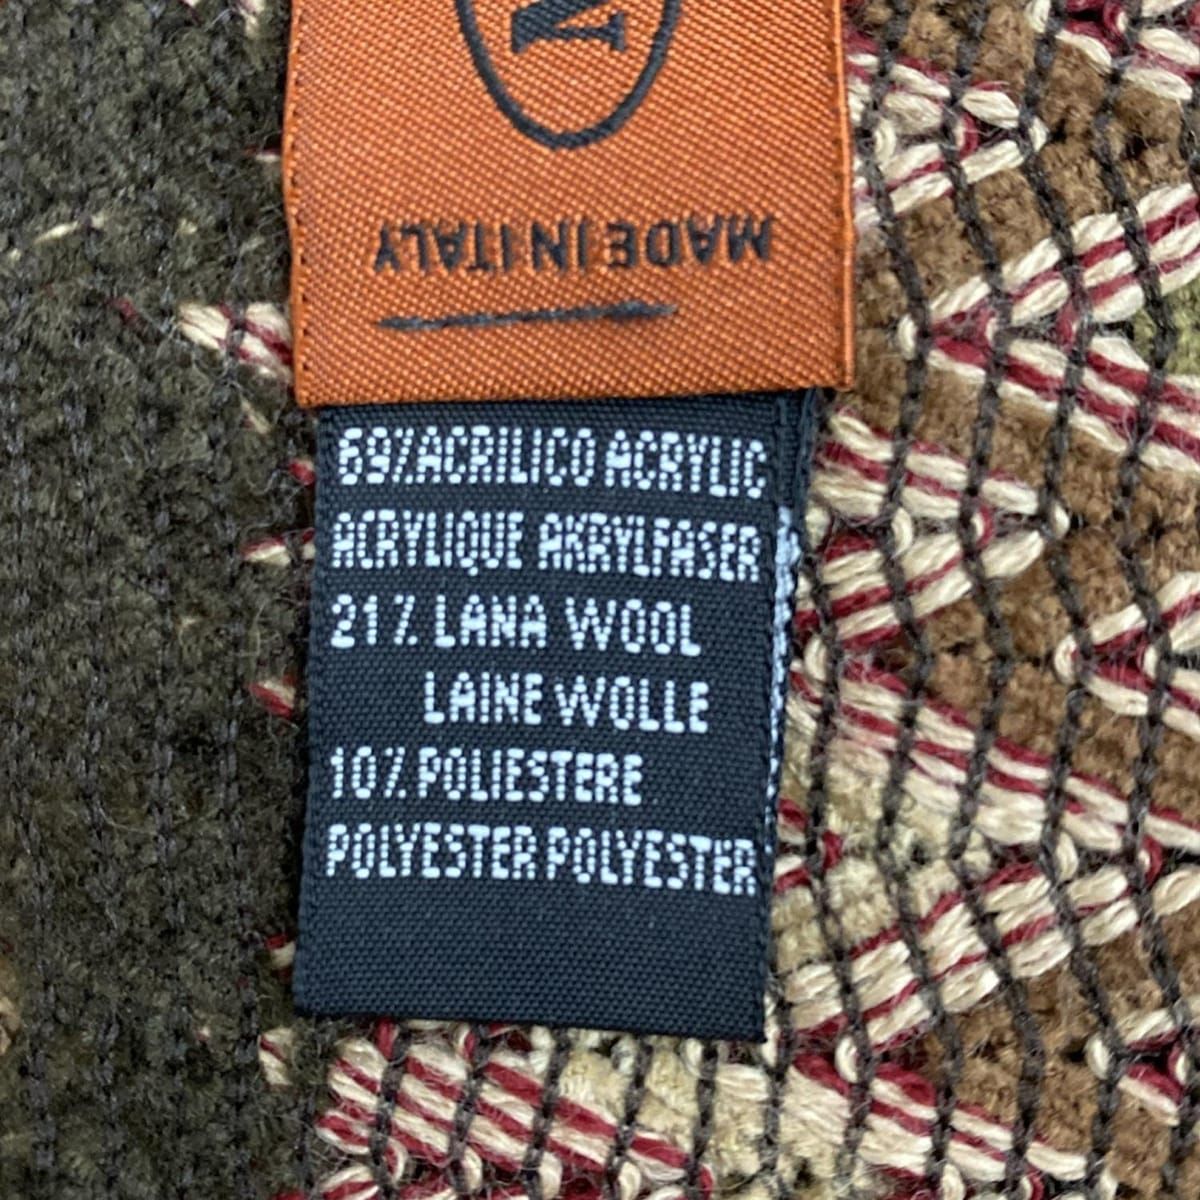 N
MADE IN ITALY
69% ACRILICO ACRYLIC
ACRYLIQUE AKRYLFASER
21% LANA WOOL
LAINE WOLLE
10% POLIESTERE
POLYESTER POLYESTER